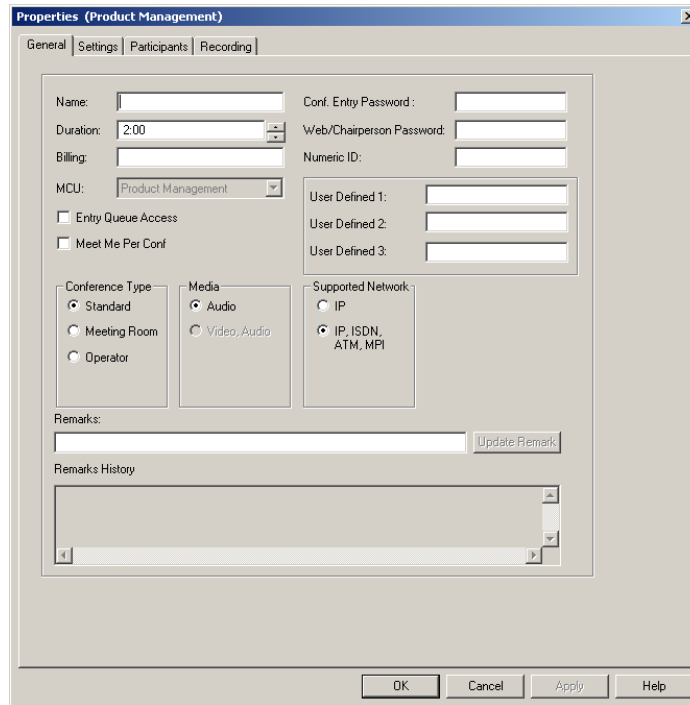 Properties (Product Management)
General Settings Participants Recording
Name:
Conf. Entry Password :
Duration: 2:00
Web/Chairperson Password:
Billing:
Numeric ID:
MCU: Product Management
User Defined 1:
Entry Queue Access
User Defined 2:
Meet Me Per Conf
User Defined 3:
Conference Type
Standard
Meeting Room
Operator
Media
Audio
Video, Audio
Supported Network
IP
IP, ISDN,
ATM, MPI
Remarks:
Update Remark
Remarks History
OK Cancel Apply Help